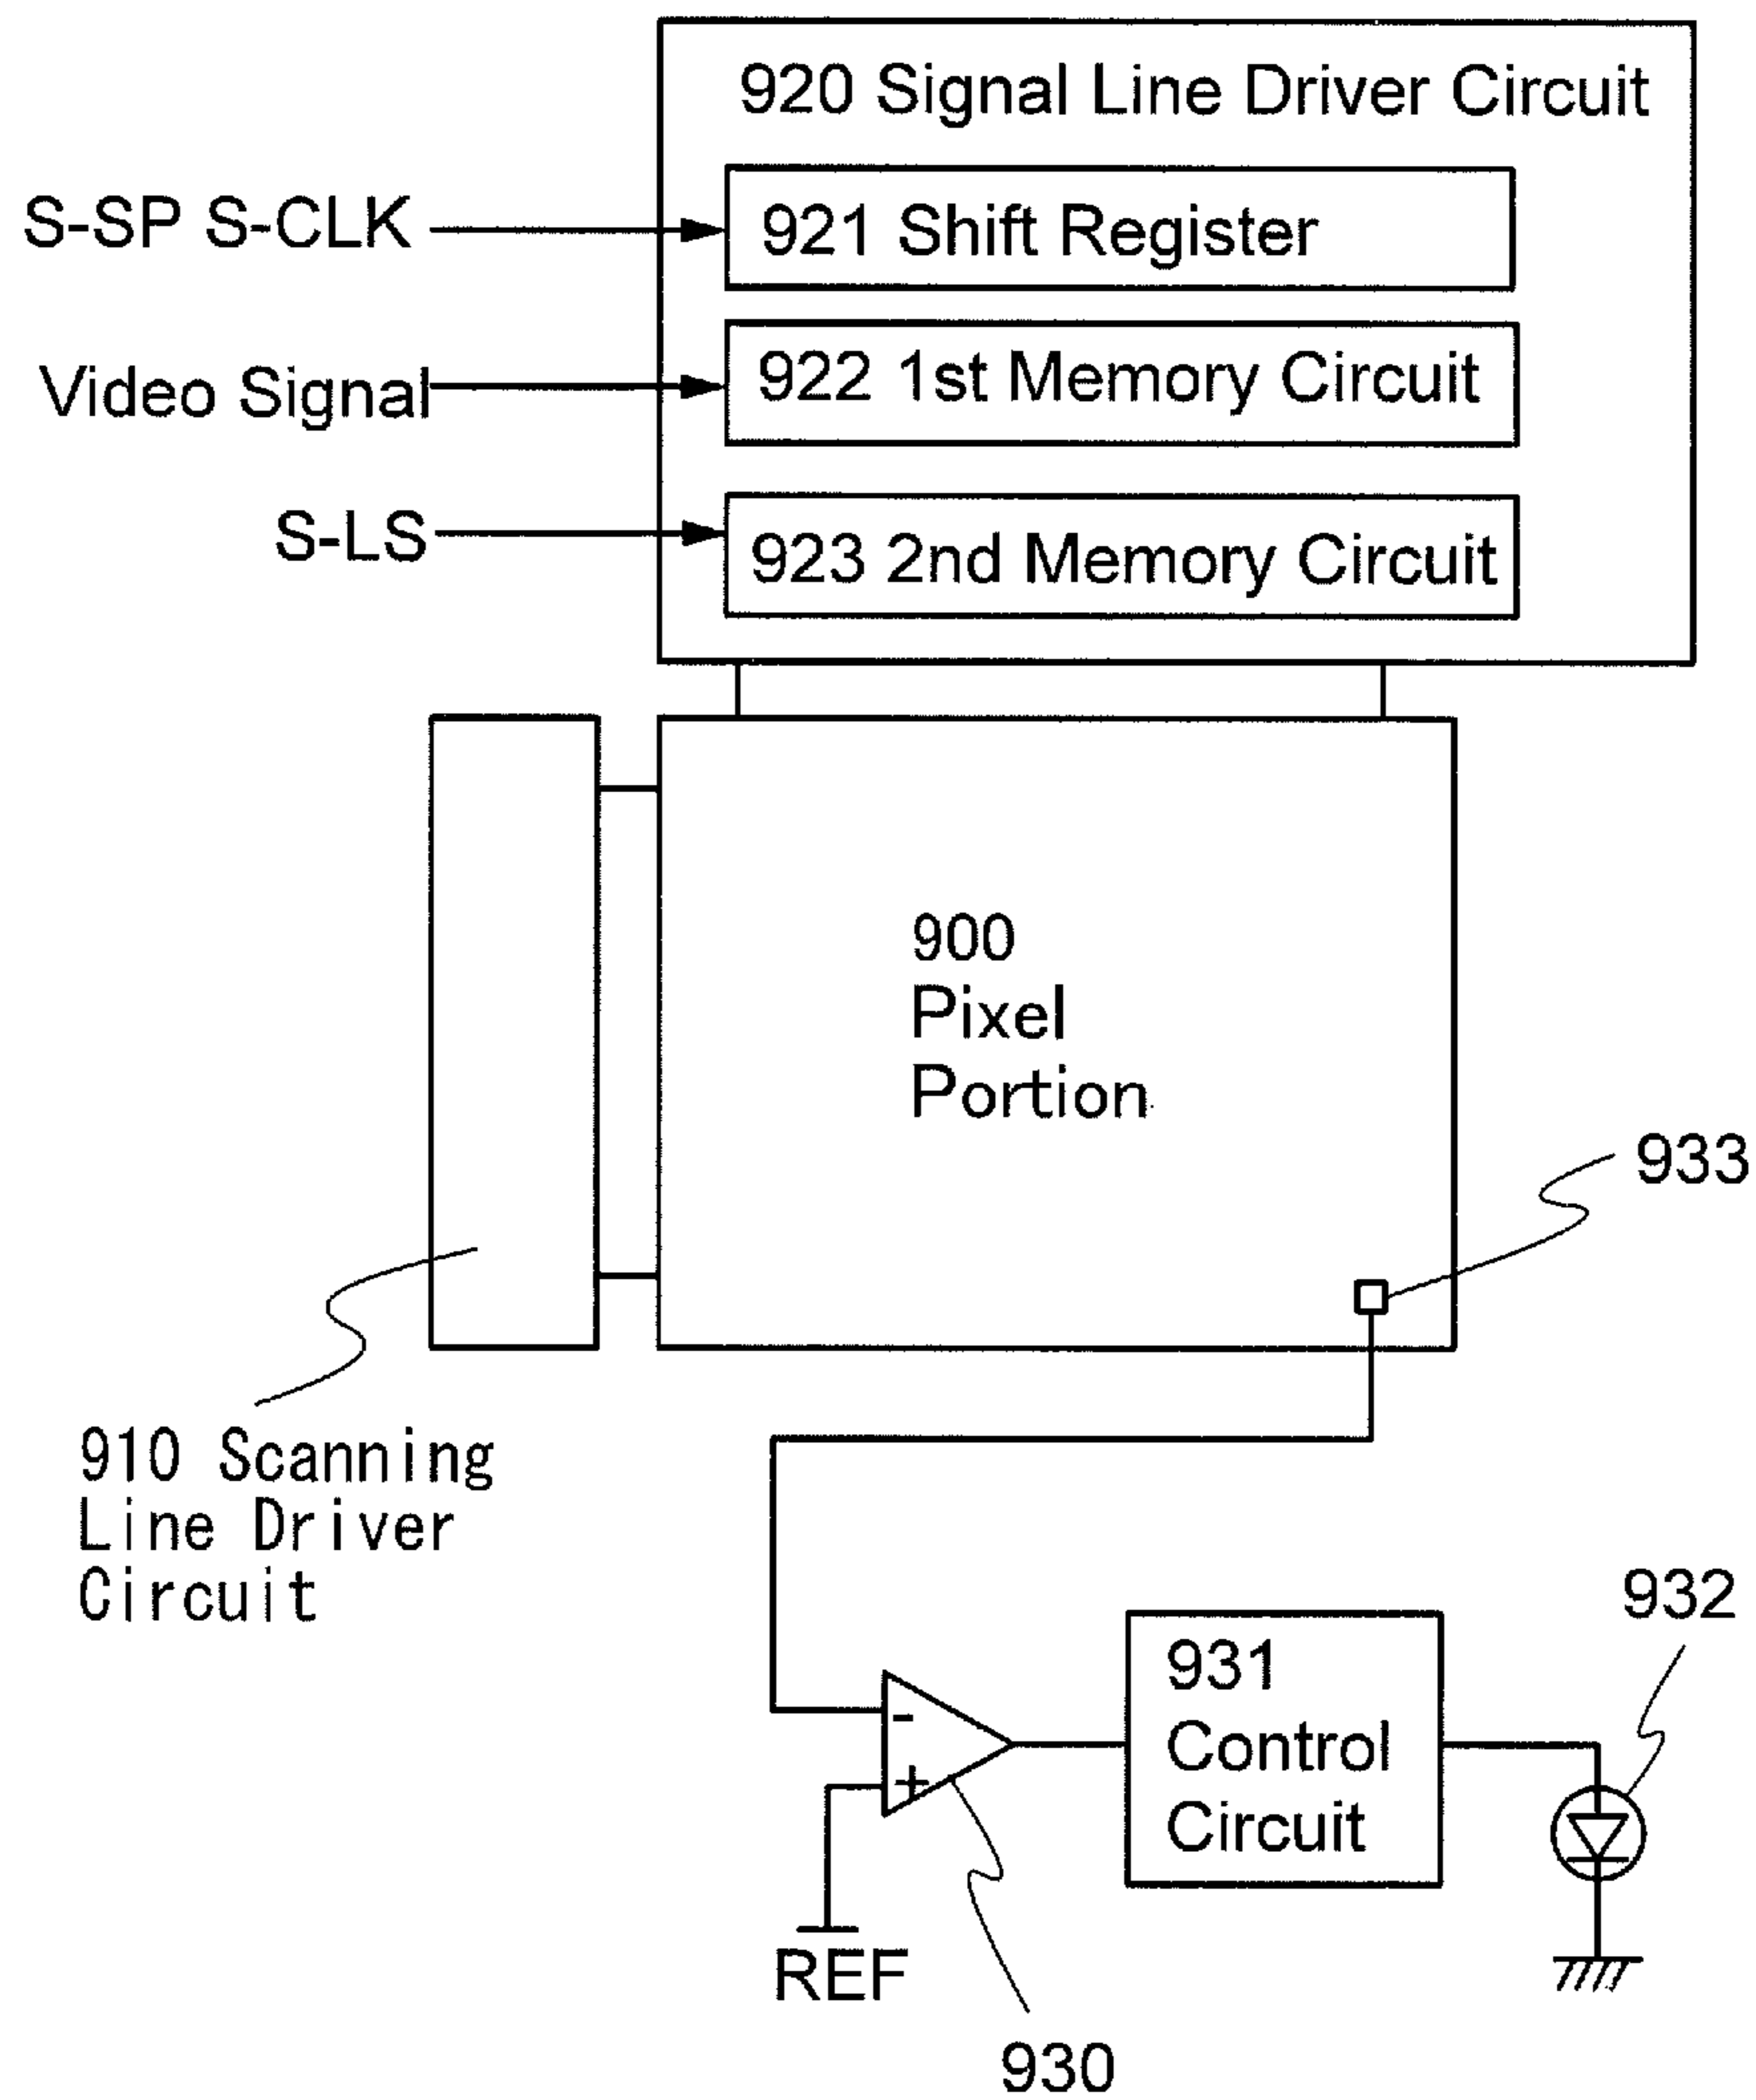 920 Signal Line Driver Circuit
S-SP S-CLK
921 Shift Register
Video Signal
922 1st Memory Circuit
S-LS
923 2nd Memory Circuit
900
Pixel
Portion
933
910 Scanning
Line Driver
Circuit
932
931
Control
Circuit
-
+
REF
930